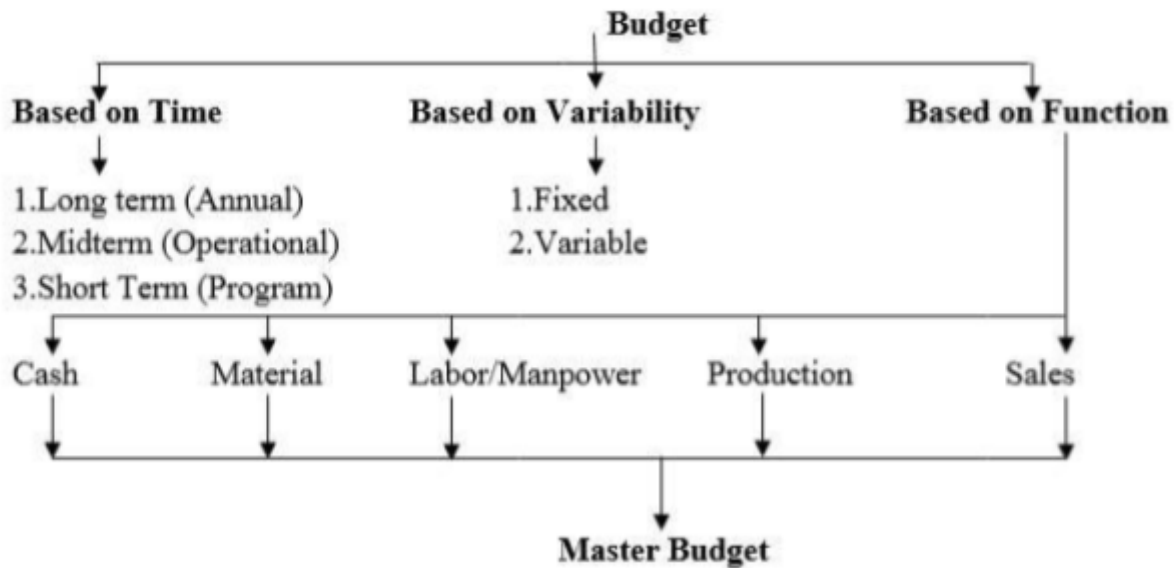 Budget
Based on Time
Based on Variability
Based on Function
1.Long term (Annual)
2.Midterm (Operational)
3.Short Term (Program)
1.Fixed
2.Variable
Cash
Material
Labor/Manpower
Production
Sales
Master Budget